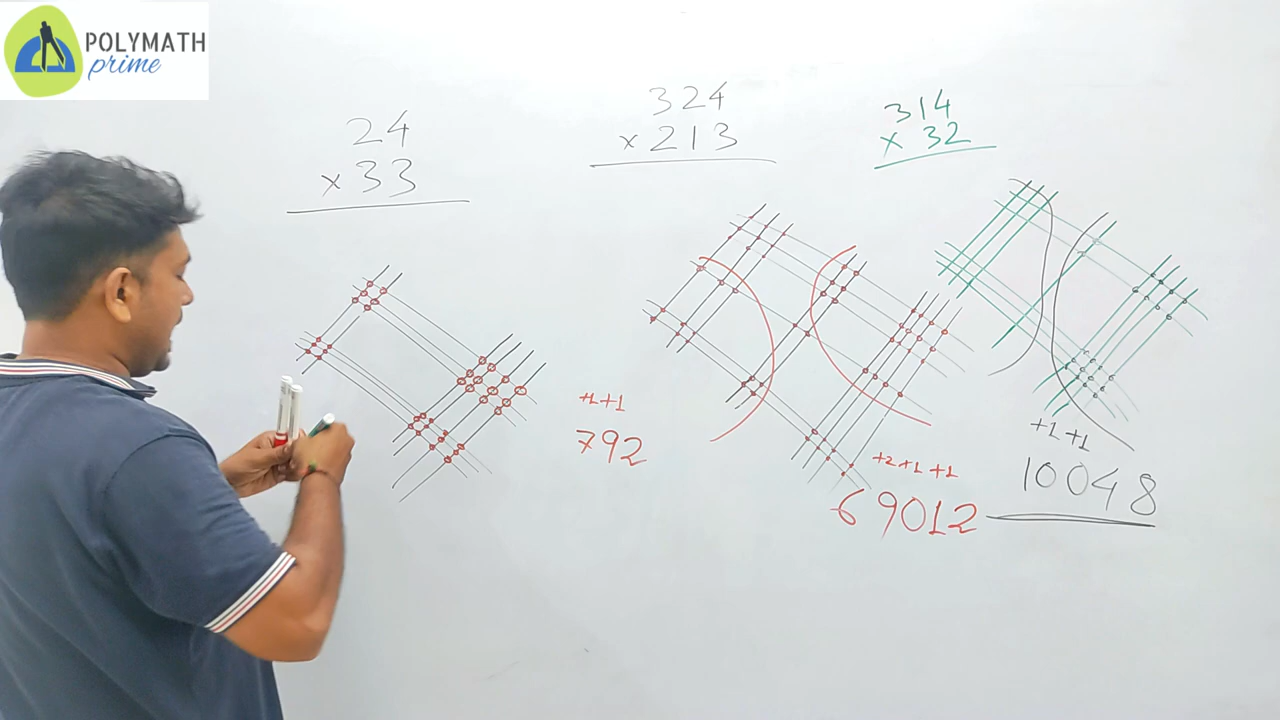 POLYMATH
prime
24
x 33
324
x 213
314
x 32
+1 +1
792
+2 +1 +1
69012
+1 +1
10048